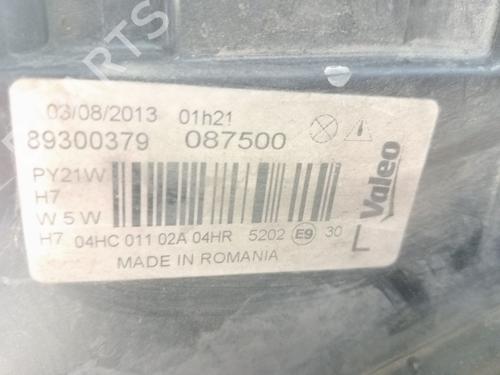 PARTS
03/08/2013 01h21
89300379 087500
PY21W
H7
W 5 W
H7 04HC 011 02A 04HR 5202 E9 30
MADE IN ROMANIA
L
Valeo